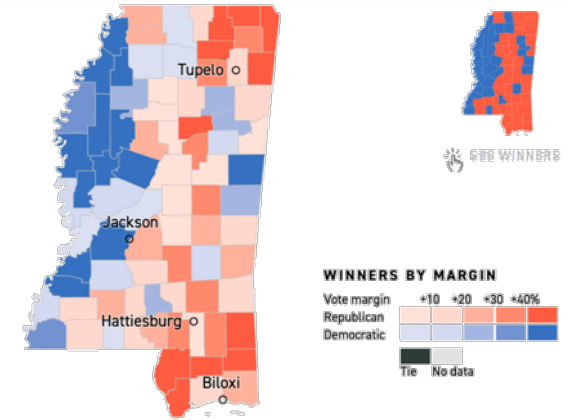 Tupelo
SEE WINNERS
Jackson
WINNERS BY MARGIN
Vote margin +10 +20 +30 +40%
Republican
Hattiesburg
Democratic
Tie No data
Biloxi